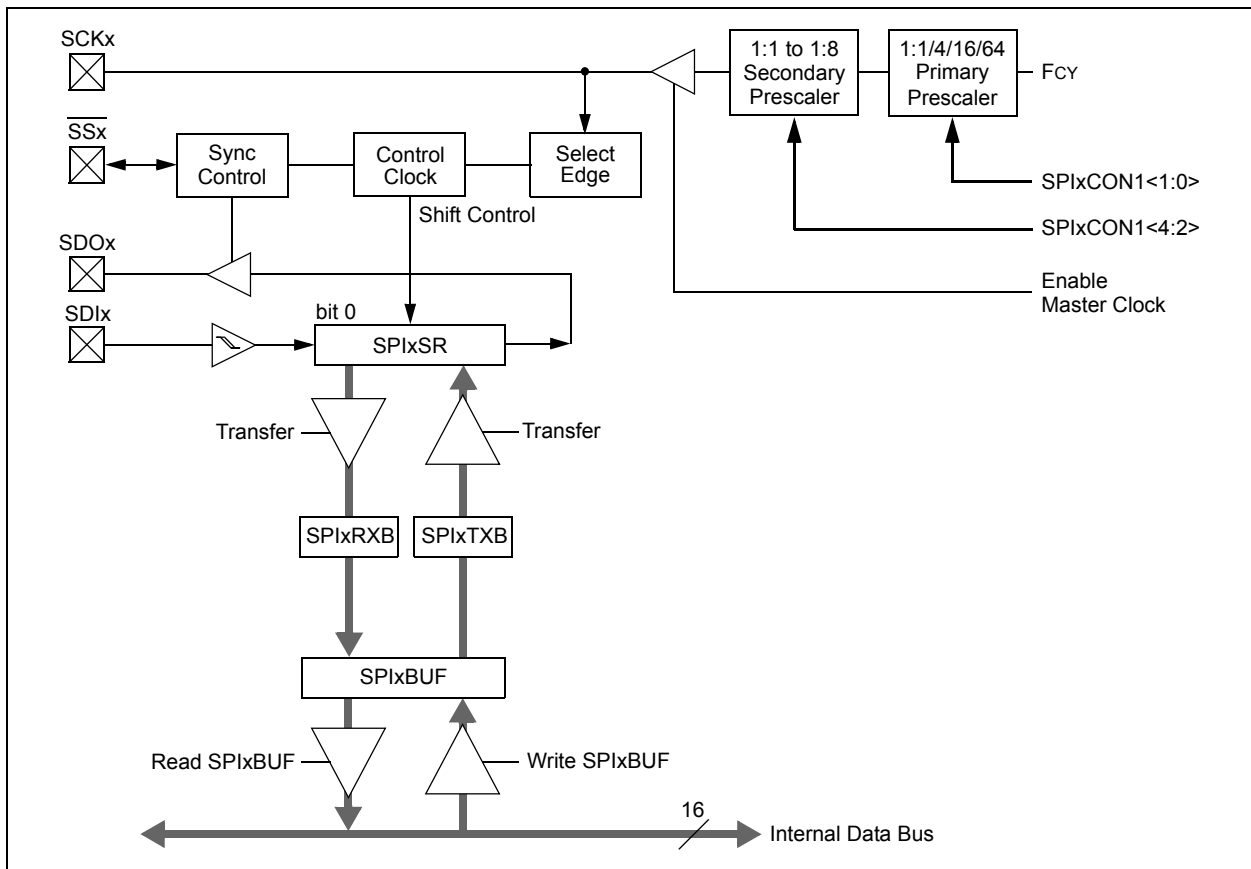 SCKx
1:1 to 1:8
Secondary
Prescaler
1:1/4/16/64
Primary
Prescaler
FCY
SSx
Sync
Control
Control
Clock
Select
Edge
SPIxCON1<1:0>
Shift Control
SPIxCON1<4:2>
SDOx
Enable
Master Clock
SDIx
bit 0
SPIxSR
Transfer
Transfer
SPIxRXB
SPIxTXB
SPIxBUF
Read SPIxBUF
Write SPIxBUF
16
Internal Data Bus